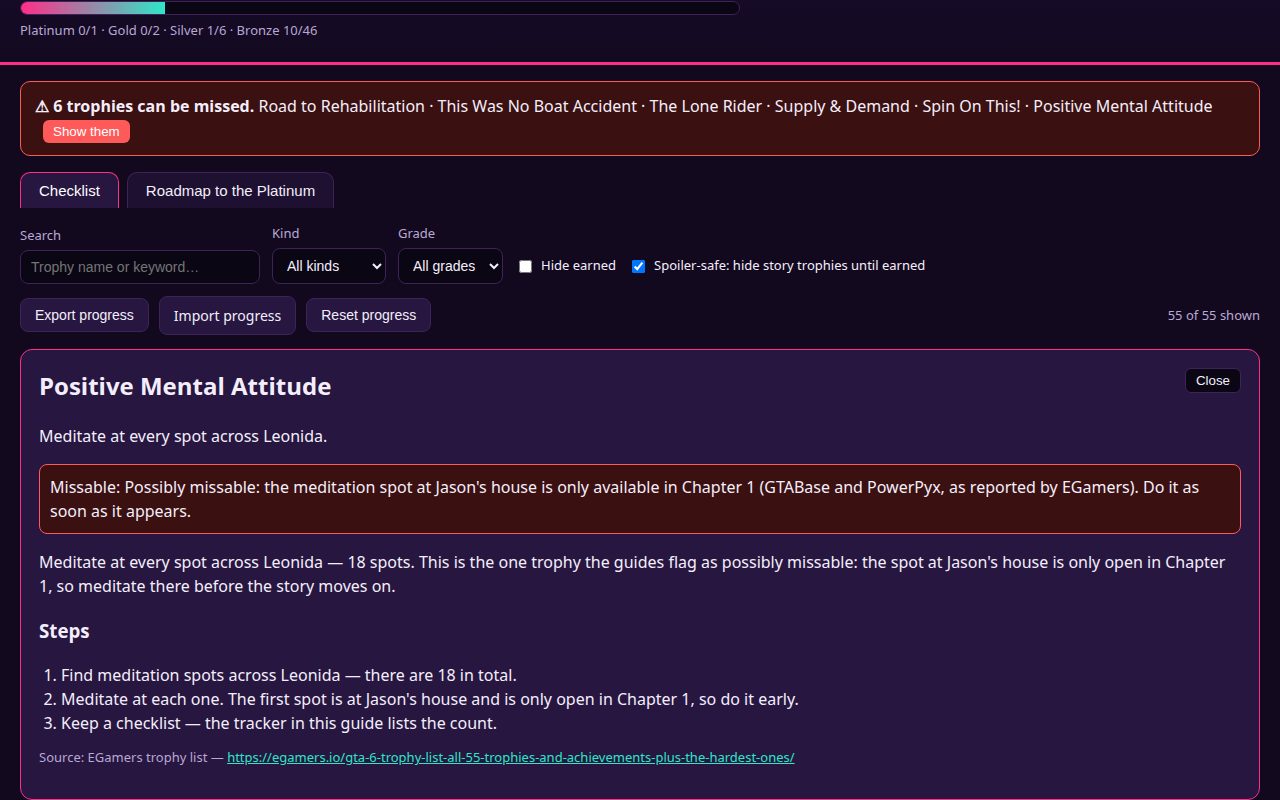 Platinum 0/1 · Gold 0/2 · Silver 1/6 · Bronze 10/46
⚠ 6 trophies can be missed. Road to Rehabilitation · This Was No Boat Accident · The Lone Rider · Supply & Demand · Spin On This! · Positive Mental Attitude
Show them
Checklist
Roadmap to the Platinum
Search
Kind
Grade
Trophy name or keyword…
All kinds
All grades
Hide earned
Spoiler-safe: hide story trophies until earned
Export progress
Import progress
Reset progress
55 of 55 shown
Positive Mental Attitude
Close
Meditate at every spot across Leonida.
Missable: Possibly missable: the meditation spot at Jason's house is only available in Chapter 1 (GTABase and PowerPyx, as reported by EGamers). Do it as
soon as it appears.
Meditate at every spot across Leonida — 18 spots. This is the one trophy the guides flag as possibly missable: the spot at Jason's house is only open in Chapter
1, so meditate there before the story moves on.
Steps
1. Find meditation spots across Leonida — there are 18 in total.
2. Meditate at each one. The first spot is at Jason's house and is only open in Chapter 1, so do it early.
3. Keep a checklist — the tracker in this guide lists the count.
Source: EGamers trophy list — https://egamers.io/gta-6-trophy-list-all-55-trophies-and-achievements-plus-the-hardest-ones/